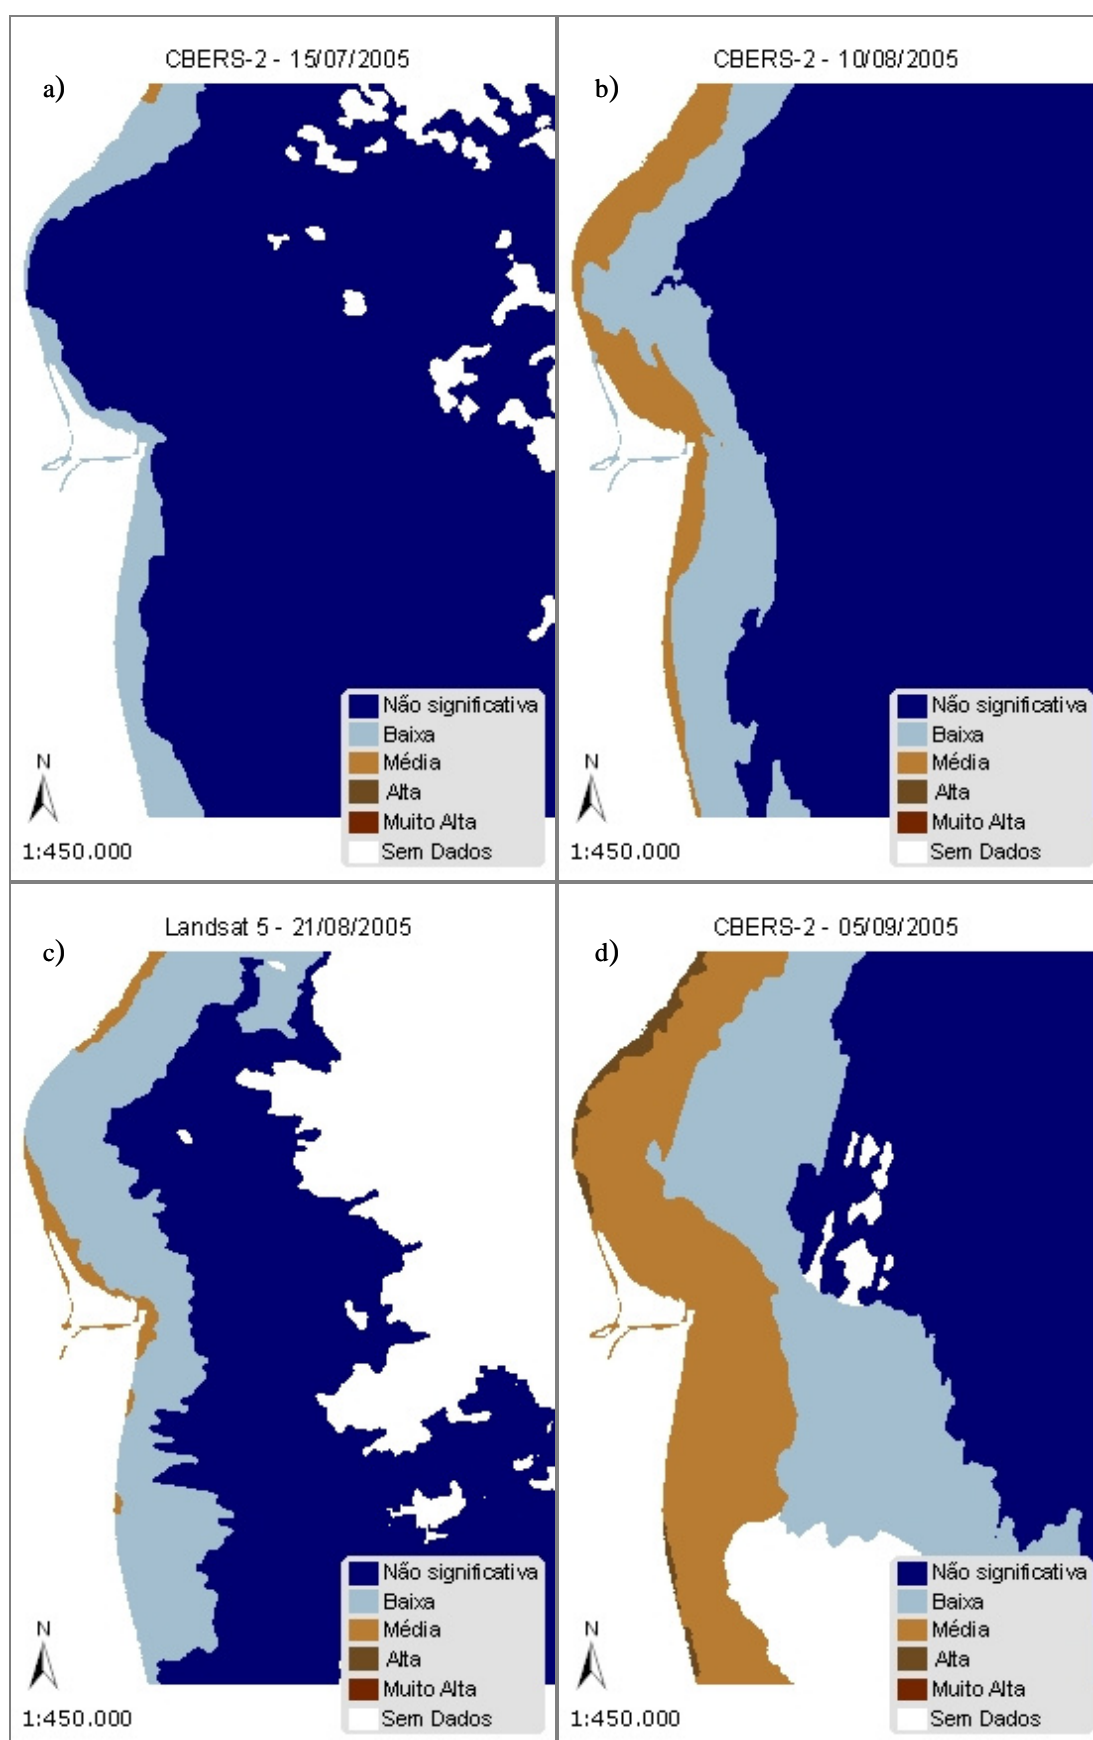 CBERS-2 - 15/07/2005
a)
Não significativa
Baixa
Média
Alta
Muito Alta
Sem Dados
N
1:450.000
CBERS-2 - 10/08/2005
b)
Não significativa
Baixa
Média
Alta
Muito Alta
Sem Dados
N
1:450.000
Landsat 5 - 21/08/2005
c)
Não significativa
Baixa
Média
Alta
Muito Alta
Sem Dados
N
1:450.000
CBERS-2 - 05/09/2005
d)
Não significativa
Baixa
Média
Alta
Muito Alta
Sem Dados
N
1:450.000